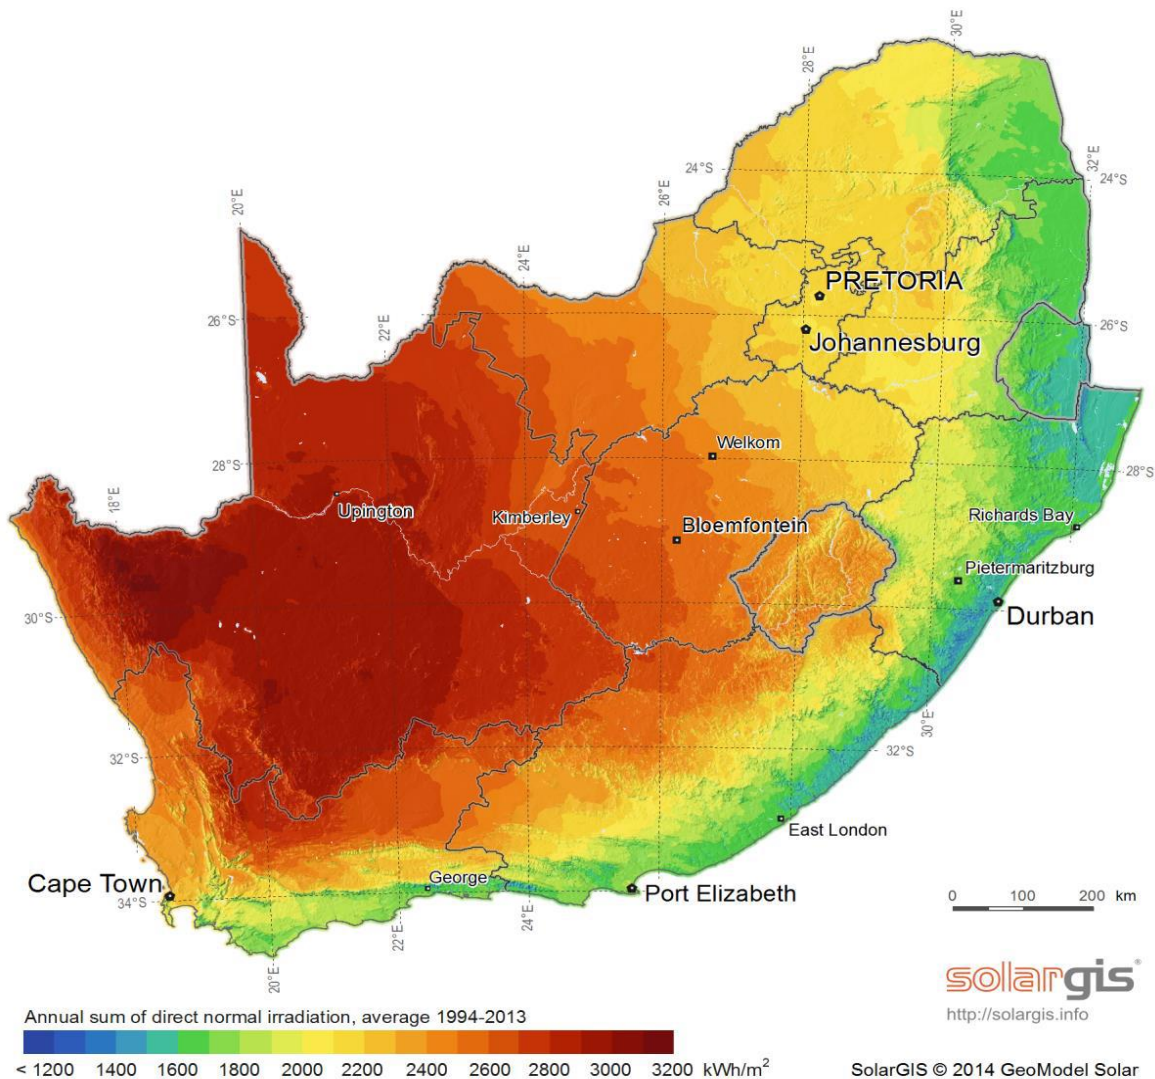 30°E
28°E
32°E
24°S
24°S
26°E
20°E
24°E
PRETORIA
26°S
22°E
26°S
Johannesburg
Welkom
28°S
28°S
18°E
Upington
Kimberley
Richards Bay
Bloemfontein
Pietermaritzburg
30°S
Durban
30°E
32°S
32°S
East London
George
Cape Town
Port Elizabeth
34°S
0 100 200 km
24°E
22°E
20°E
solargis®
http://solargis.info
Annual sum of direct normal irradiation, average 1994-2013
< 1200 1400 1600 1800 2000 2200 2400 2600 2800 3000 3200 kWh/m²
SolarGIS © 2014 GeoModel Solar